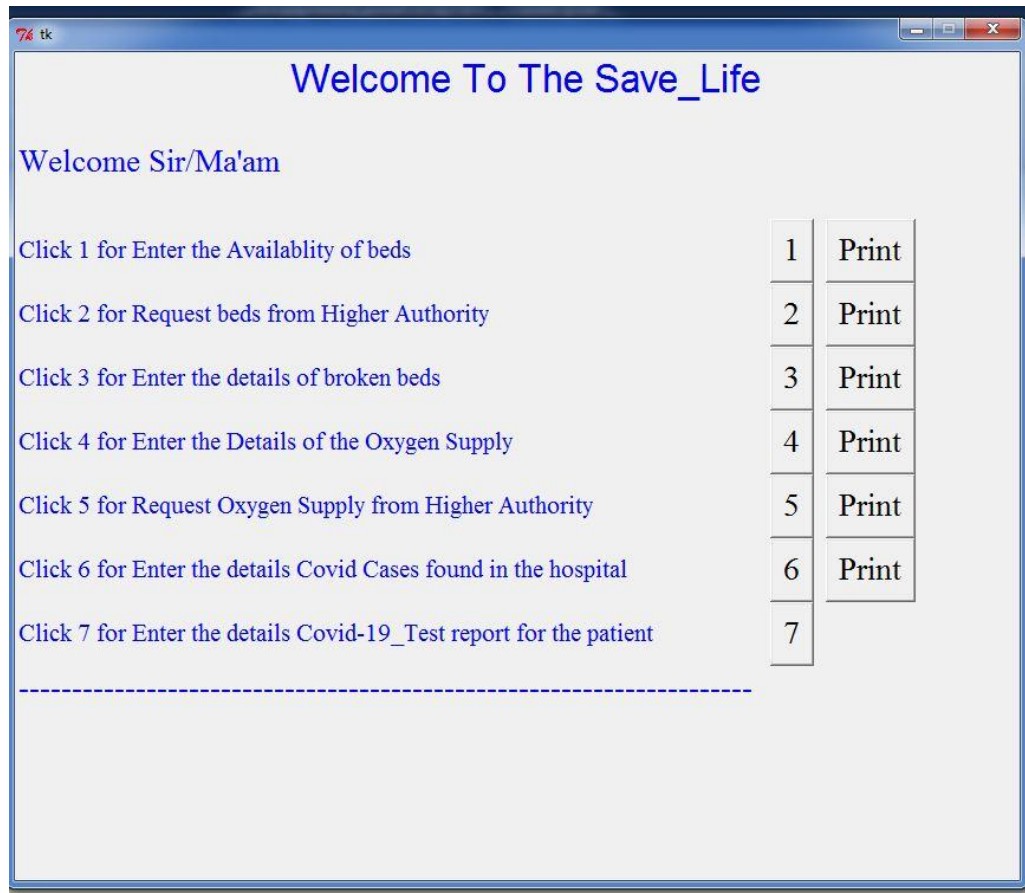 tk
Welcome To The Save_Life
Welcome Sir/Ma'am
Click 1 for Enter the Availablity of beds 1 Print
Click 2 for Request beds from Higher Authority 2 Print
Click 3 for Enter the details of broken beds 3 Print
Click 4 for Enter the Details of the Oxygen Supply 4 Print
Click 5 for Request Oxygen Supply from Higher Authority 5 Print
Click 6 for Enter the details Covid Cases found in the hospital 6 Print
Click 7 for Enter the details Covid-19_Test report for the patient 7
----------------------------------------------------------------------